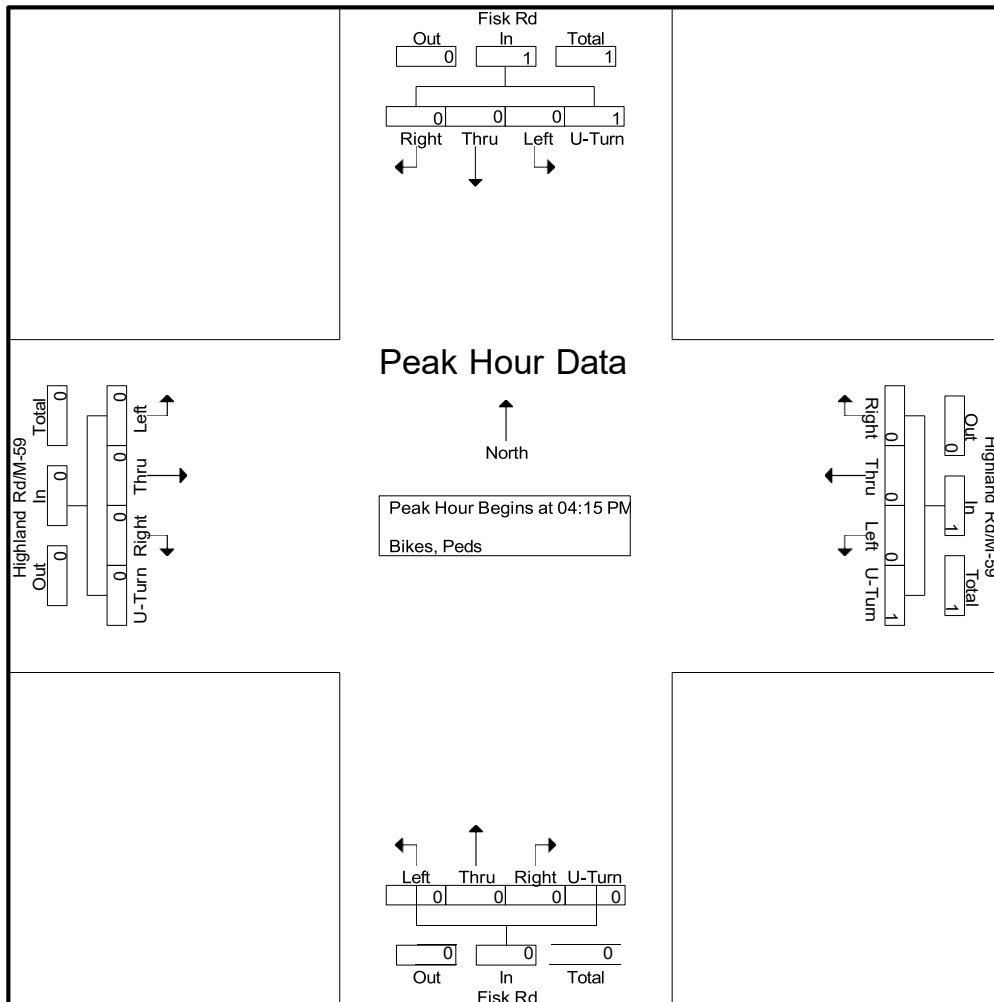 Fisk Rd
Out In Total
0 1 1
0 0 0 1
Right Thru Left U-Turn
Peak Hour Data
North
Peak Hour Begins at 04:15 PM
Bikes, Peds
Highland Rd/M-59
Out In Total
0 0 0
0 0 0 0
U-Turn Right Thru Left
Highland Rd/M-59
Out In Total
0 1 1
0 0 0 1
Right Thru Left U-Turn
Left Thru Right U-Turn
0 0 0 0
0 0 0
Out In Total
Fisk Rd